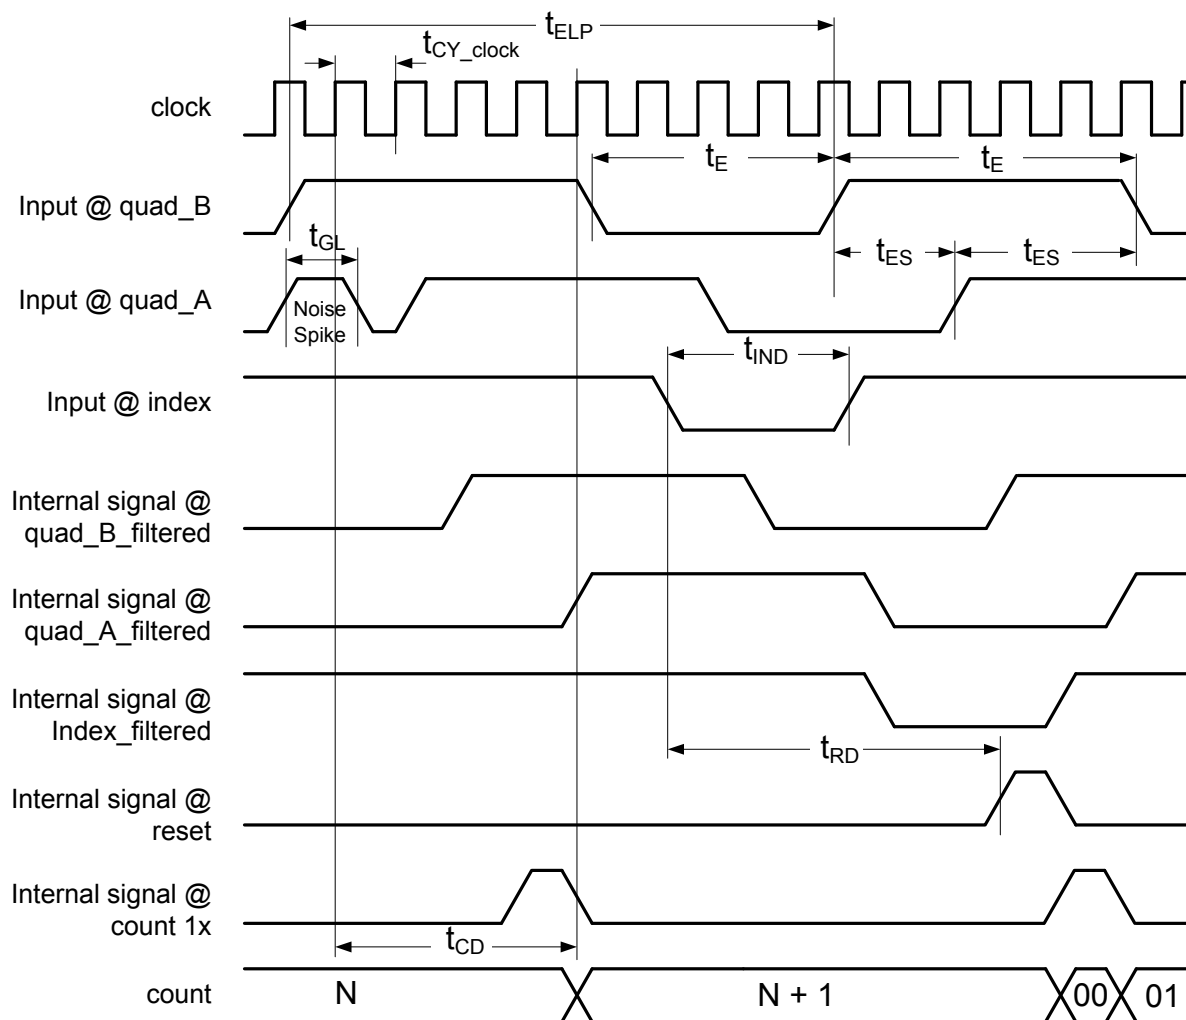 tELP
tCY_clock
clock
tE
tE
Input @ quad_B
tGL
tES
tES
Input @ quad_A
Noise
Spike
tIND
Input @ index
Internal signal @
quad_B_filtered
Internal signal @
quad_A_filtered
Internal signal @
Index_filtered
tRD
Internal signal @
reset
Internal signal @
count 1x
tCD
count
N
N + 1
00
01